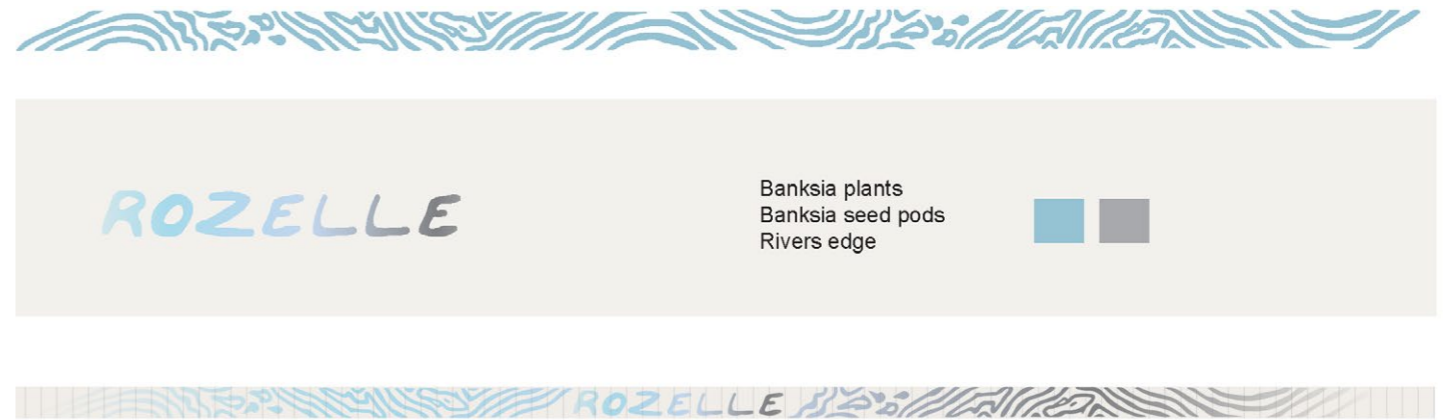 ROZELLE
Banksia plants
Banksia seed pods
Rivers edge
ROZELLE